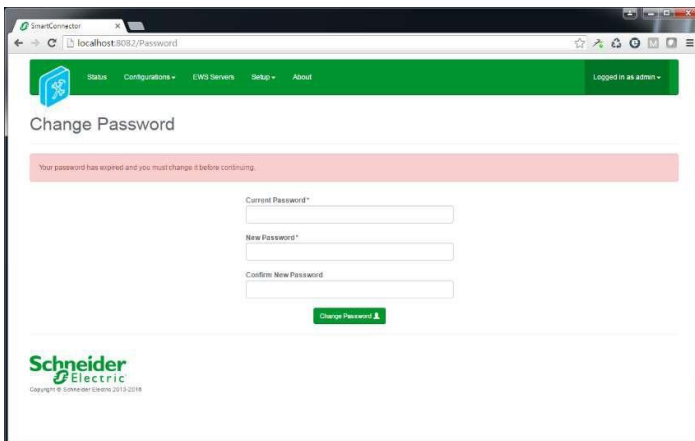 SmartConnector
localhost:8082/Password
Status Configurations EWS Servers Setup About Logged in as admin
Change Password
Your password has expired and you must change it before continuing.
Current Password*
New Password*
Confirm New Password
Change Password
Schneider
Electric
Copyright © Schneider Electric 2013-2016